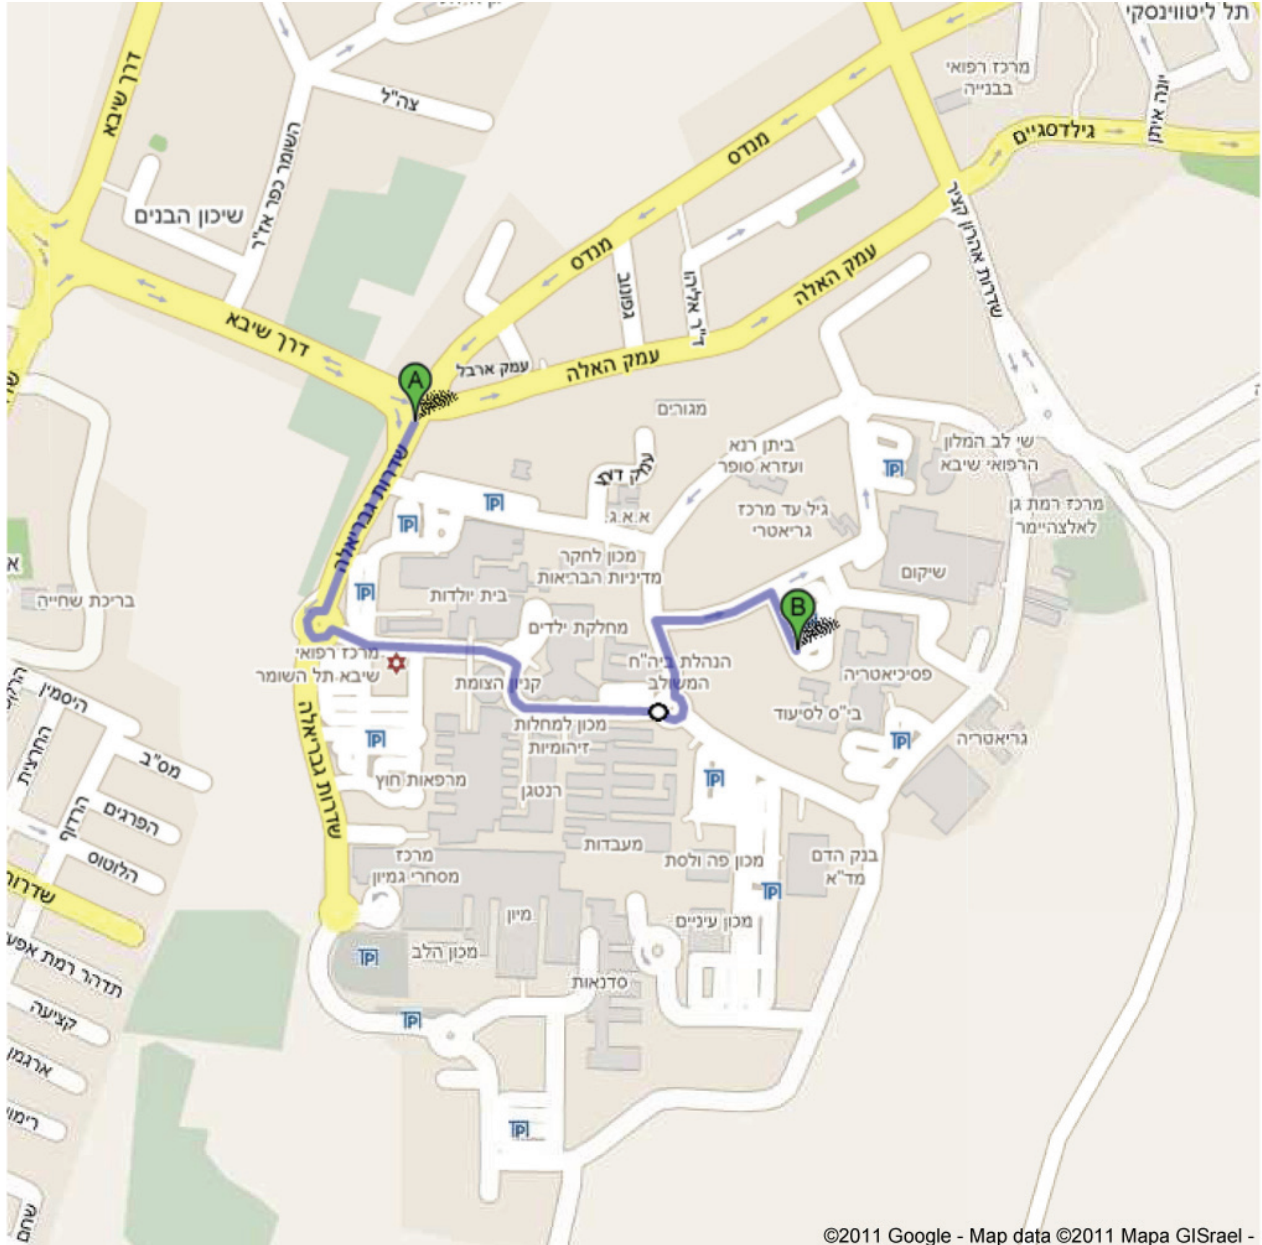 תל ליטווינסקי
דרך שיבא
צה"ל
השומר כפר אז"ר
מרכז רפואי
בבנייה
יונה איתן
גילדסגיים
מנדס
שיכון הבנים
שדרות אהרון קציר
מנדס
עמק האלה
דרך שיבא
עמק האלה
עמק ארבל
A
מגורים
ביתן רנא
ועזרא סופר
שי לב המלון
הרפואי שיבא
שדרות גבריאלה
א.א.ג.
גיל עד מרכז
גריאטרי
מרכז רמת גן
לאלצהיימר
מכון לחקר
מדיניות הבריאות
שיקום
בית יולדות
בריכת שחייה
B
מחלקת ילדים
מרכז רפואי
שיבא תל השומר
הנהלת ביה"ח
המשולב
פסיכיאטריה
קניון הצומת
היסמין
מכון למחלות
זיהומיות
בי"ס לסיעוד
גריאטריה
החרצית
שדרות גבריאלה
מס"ב
מרפאות חוץ
רנטגן
הפרגים
הרדוף
מעבדות
הלוטוס
מרכז
מסחרי גמיון
מכון פה ולסת
בנק הדם
מד"א
מיון
מכון עיניים
מכון הלב
סדנאות
תדהר רמת אפע
קציעה
ארגמן
שחם
©2011 Google - Map data ©2011 Mapa GISrael -